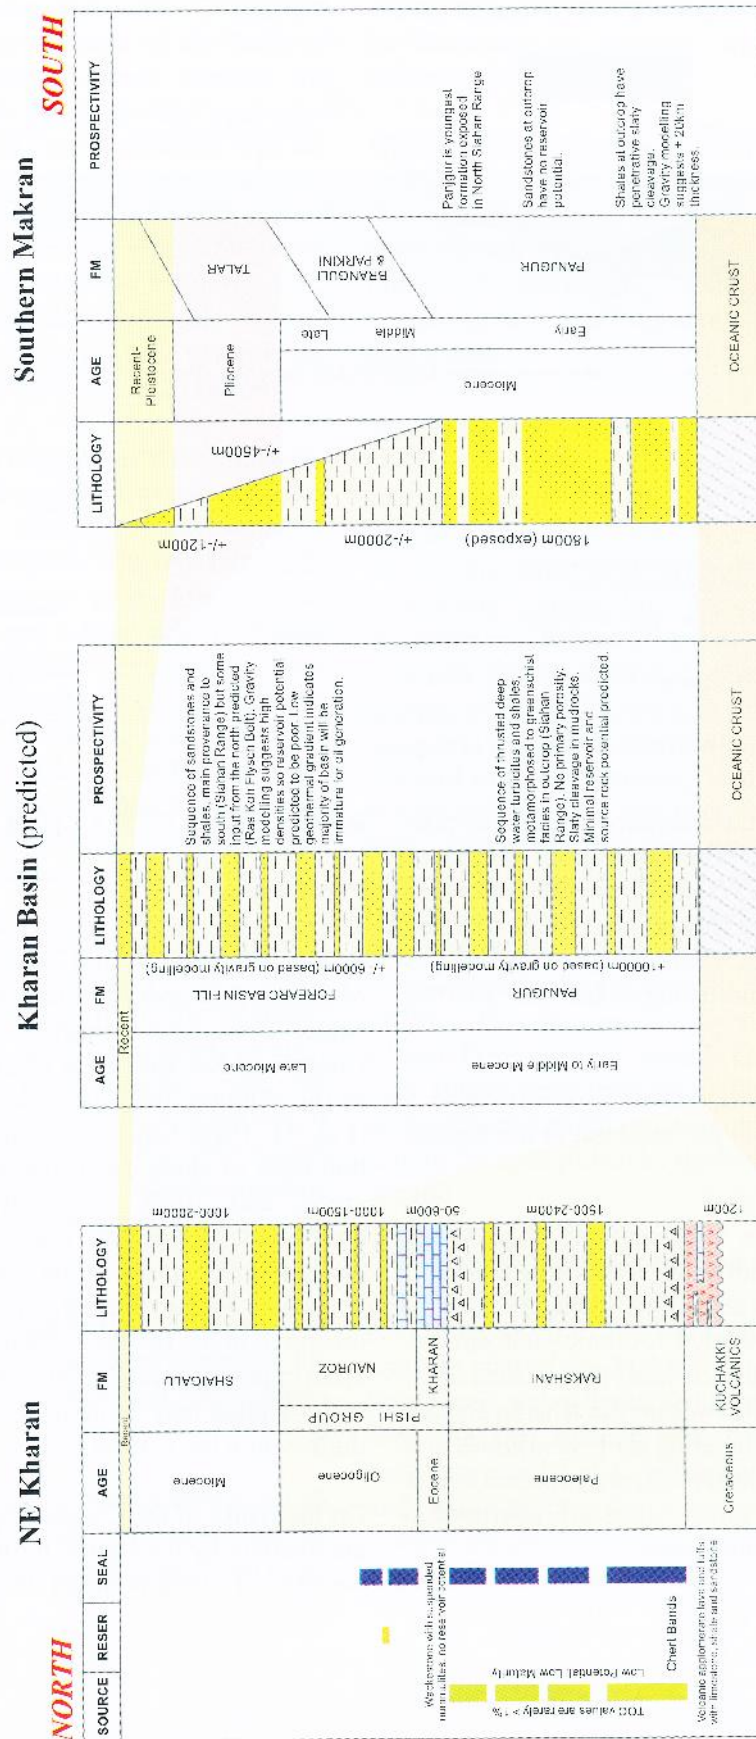 NORTH
SOUTH
NE Kharan
Kharan Basin (predicted)
Southern Makran
SOURCE
RESER
SEAL
AGE
FM
LITHOLOGY
Recent
Miocene
SHAIGALU
1000-2000m
Oligocene
PISHI GROUP
NAUROZ
1000-1500m
Eocene
KHARAN
50-600m
Paleocene
RAKSHANI
1500-2400m
Cretaceous
KUCHAKKI
VOLCANICS
1200m
Wackestone with suspended
nummulites, no reservoir potential
TOC values are rarely > 1%
Low Potential, Low Maturity
Chert Bands
Volcanic agglomerate lava and tuffs
with limestone, shale and sandstone
AGE
FM
LITHOLOGY
PROSPECTIVITY
Recent
Late Miocene
FOREARC BASIN FILL
+/- 6000m (based on gravity modelling)
Sequence of sandstones and
shales, main provenance to
south (Siahan Range) but some
input from the north predicted
(Ras Koh Flysch Belt). Gravity
modelling suggests high
densities so reservoir potential
predicted to be poor. Low
geothermal gradient indicates
majority of basin will be
immature for oil generation.
Early to Middle Miocene
PANJGUR
+10000m (based on gravity modelling)
Sequence of thrusted deep
water turbidites and shales,
metamorphosed to greenschist
facies in outcrop (Siahan
Range). No primary porosity.
Slaty cleavage in mudrocks.
Minimal reservoir and
source rock potential predicted.
OCEANIC CRUST
LITHOLOGY
AGE
FM
PROSPECTIVITY
Recent-
Pleistocene
Pliocene
TALAR
+/-1200m
+/-4500m
Miocene
Late
Middle
Early
BRANGULI
& PARKINI
+/-2000m
PANJGUR
1800m (exposed)
Panjgur is youngest
formation exposed
in North Siahan Range
Sandstones at outcrop
have no reservoir
potential.
Shales at outcrop have
penetrative slaty
cleavage.
Gravity modelling
suggests + 20km
thickness.
OCEANIC CRUST